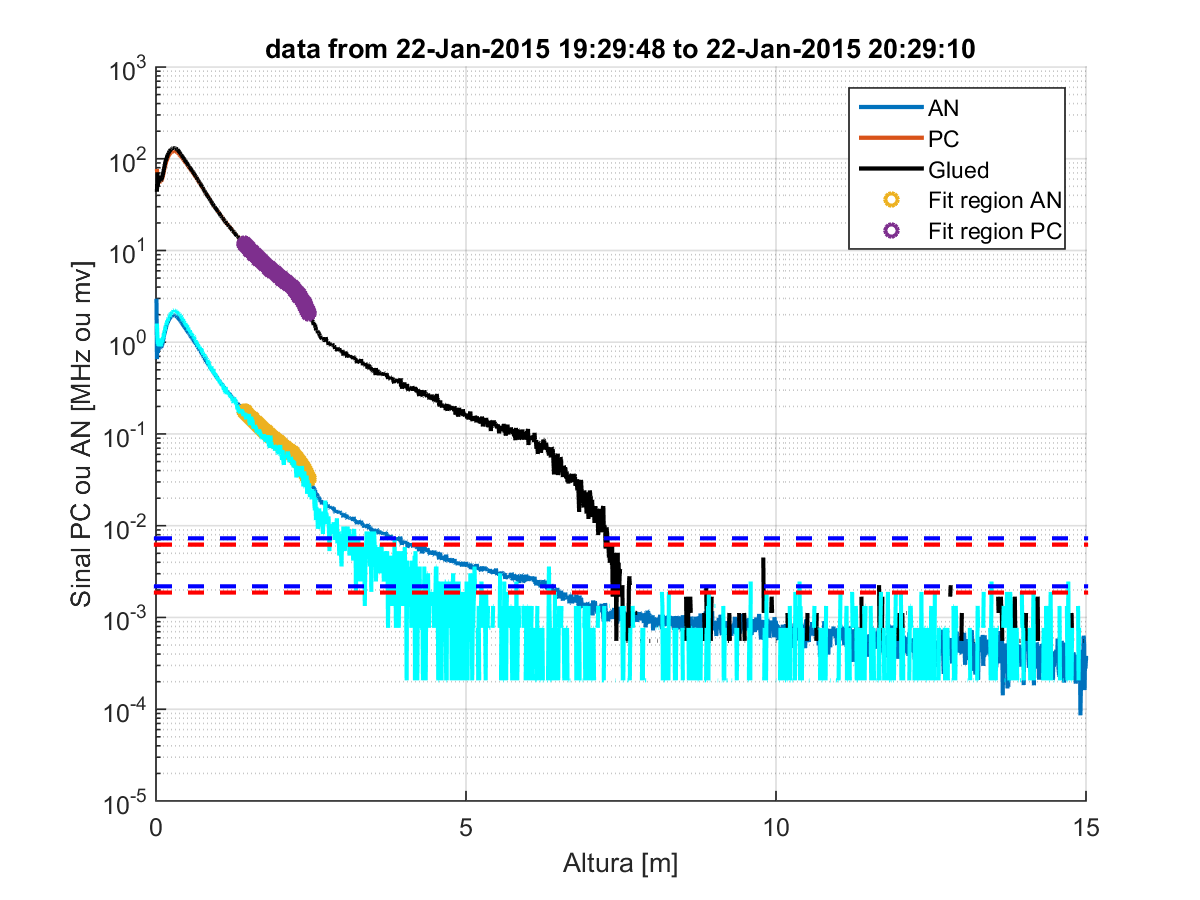 data from 22-Jan-2015 19:29:48 to 22-Jan-2015 20:29:10
10^3
10^2
10^1
10^0
10^-1
10^-2
10^-3
10^-4
10^-5
Sinal PC ou AN [MHz ou mv]
AN
PC
Glued
Fit region AN
Fit region PC
0
5
10
15
Altura [m]